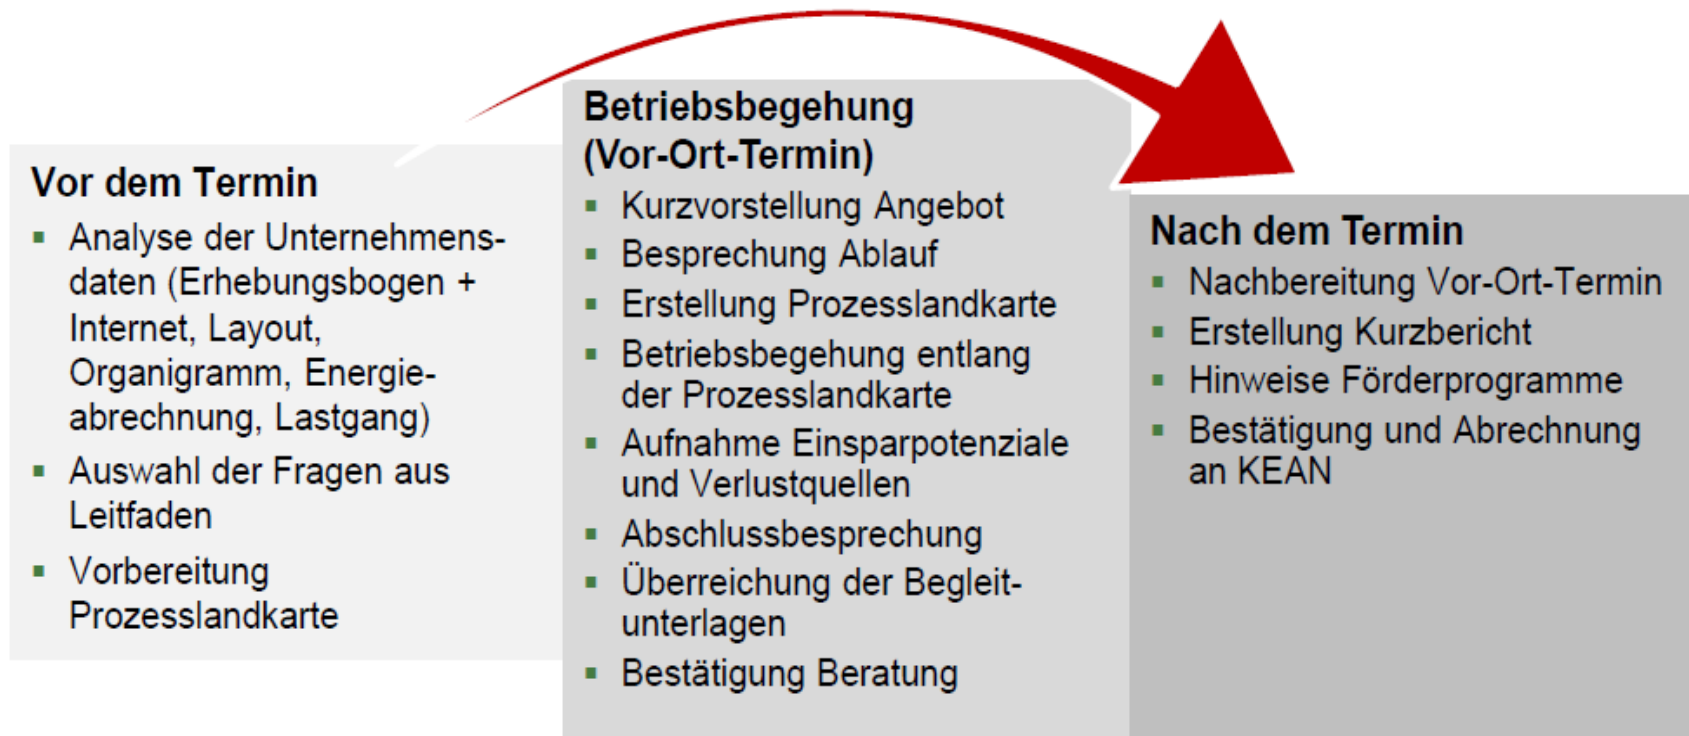 Vor dem Termin
Analyse der Unternehmens-
daten (Erhebungsbogen +
Internet, Layout,
Organigramm, Energie-
abrechnung, Lastgang)
Auswahl der Fragen aus
Leitfaden
Vorbereitung
Prozesslandkarte
Betriebsbegehung
(Vor-Ort-Termin)
Kurzvorstellung Angebot
Besprechung Ablauf
Erstellung Prozesslandkarte
Betriebsbegehung entlang
der Prozesslandkarte
Aufnahme Einsparpotenziale
und Verlustquellen
Abschlussbesprechung
Überreichung der Begleit-
unterlagen
Bestätigung Beratung
Nach dem Termin
Nachbereitung Vor-Ort-Termin
Erstellung Kurzbericht
Hinweise Förderprogramme
Bestätigung und Abrechnung
an KEAN